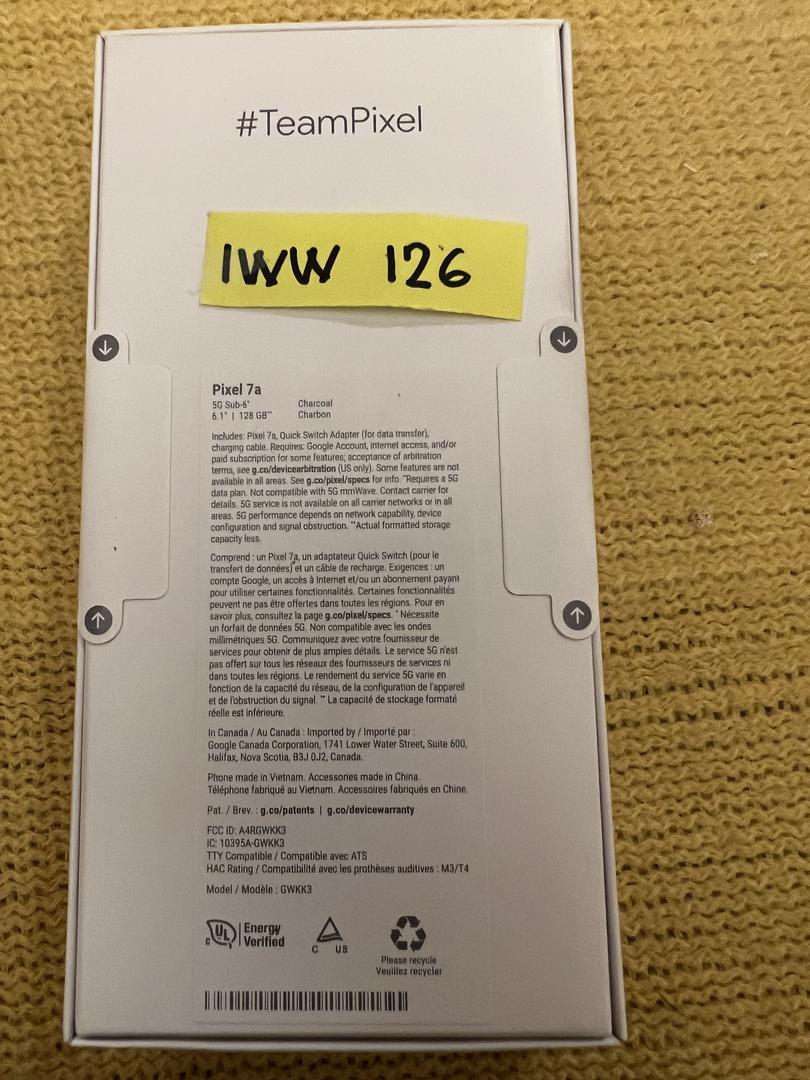 #TeamPixel
IWW 126
Pixel 7a
5G Sub-6* Charcoal
6.1" | 128 GB** Charbon
Includes: Pixel 7a, Quick Switch Adapter (for data transfer),
charging cable. Requires: Google Account, internet access, and/or
paid subscription for some features; acceptance of arbitration
terms, see g.co/devicearbitration (US only). Some features are not
available in all areas. See g.co/pixel/specs for info. *Requires a 5G
data plan. Not compatible with 5G mmWave. Contact carrier for
details. 5G service is not available on all carrier networks or in all
areas. 5G performance depends on network capability, device
configuration and signal obstruction. **Actual formatted storage
capacity less.
Comprend : un Pixel 7a, un adaptateur Quick Switch (pour le
transfert de données) et un câble de recharge. Exigences : un
compte Google, un accès à Internet et/ou un abonnement payant
pour utiliser certaines fonctionnalités. Certaines fonctionnalités
peuvent ne pas être offertes dans toutes les régions. Pour en
savoir plus, consultez la page g.co/pixel/specs. * Nécessite
un forfait de données 5G. Non compatible avec les ondes
millimétriques 5G. Communiquez avec votre fournisseur de
services pour obtenir de plus amples détails. Le service 5G n'est
pas offert sur tous les réseaux des fournisseurs de services ni
dans toutes les régions. Le rendement du service 5G varie en
fonction de la capacité du réseau, de la configuration de l'appareil
et de l'obstruction du signal. ** La capacité de stockage formaté
réelle est inférieure.
In Canada / Au Canada : Imported by / Importé par :
Google Canada Corporation, 1741 Lower Water Street, Suite 600,
Halifax, Nova Scotia, B3J 0J2, Canada.
Phone made in Vietnam. Accessories made in China.
Téléphone fabriqué au Vietnam. Accessoires fabriqués en Chine.
Pat. / Brev. : g.co/patents | g.co/devicewarranty
FCC ID: A4RGWKK3
IC: 10395A-GWKK3
TTY Compatible / Compatible avec ATS
HAC Rating / Compatibilité avec les prothèses auditives : M3/T4
Model / Modèle : GWKK3
c UL Energy
Verified
C US
Please recycle
Veuillez recycler